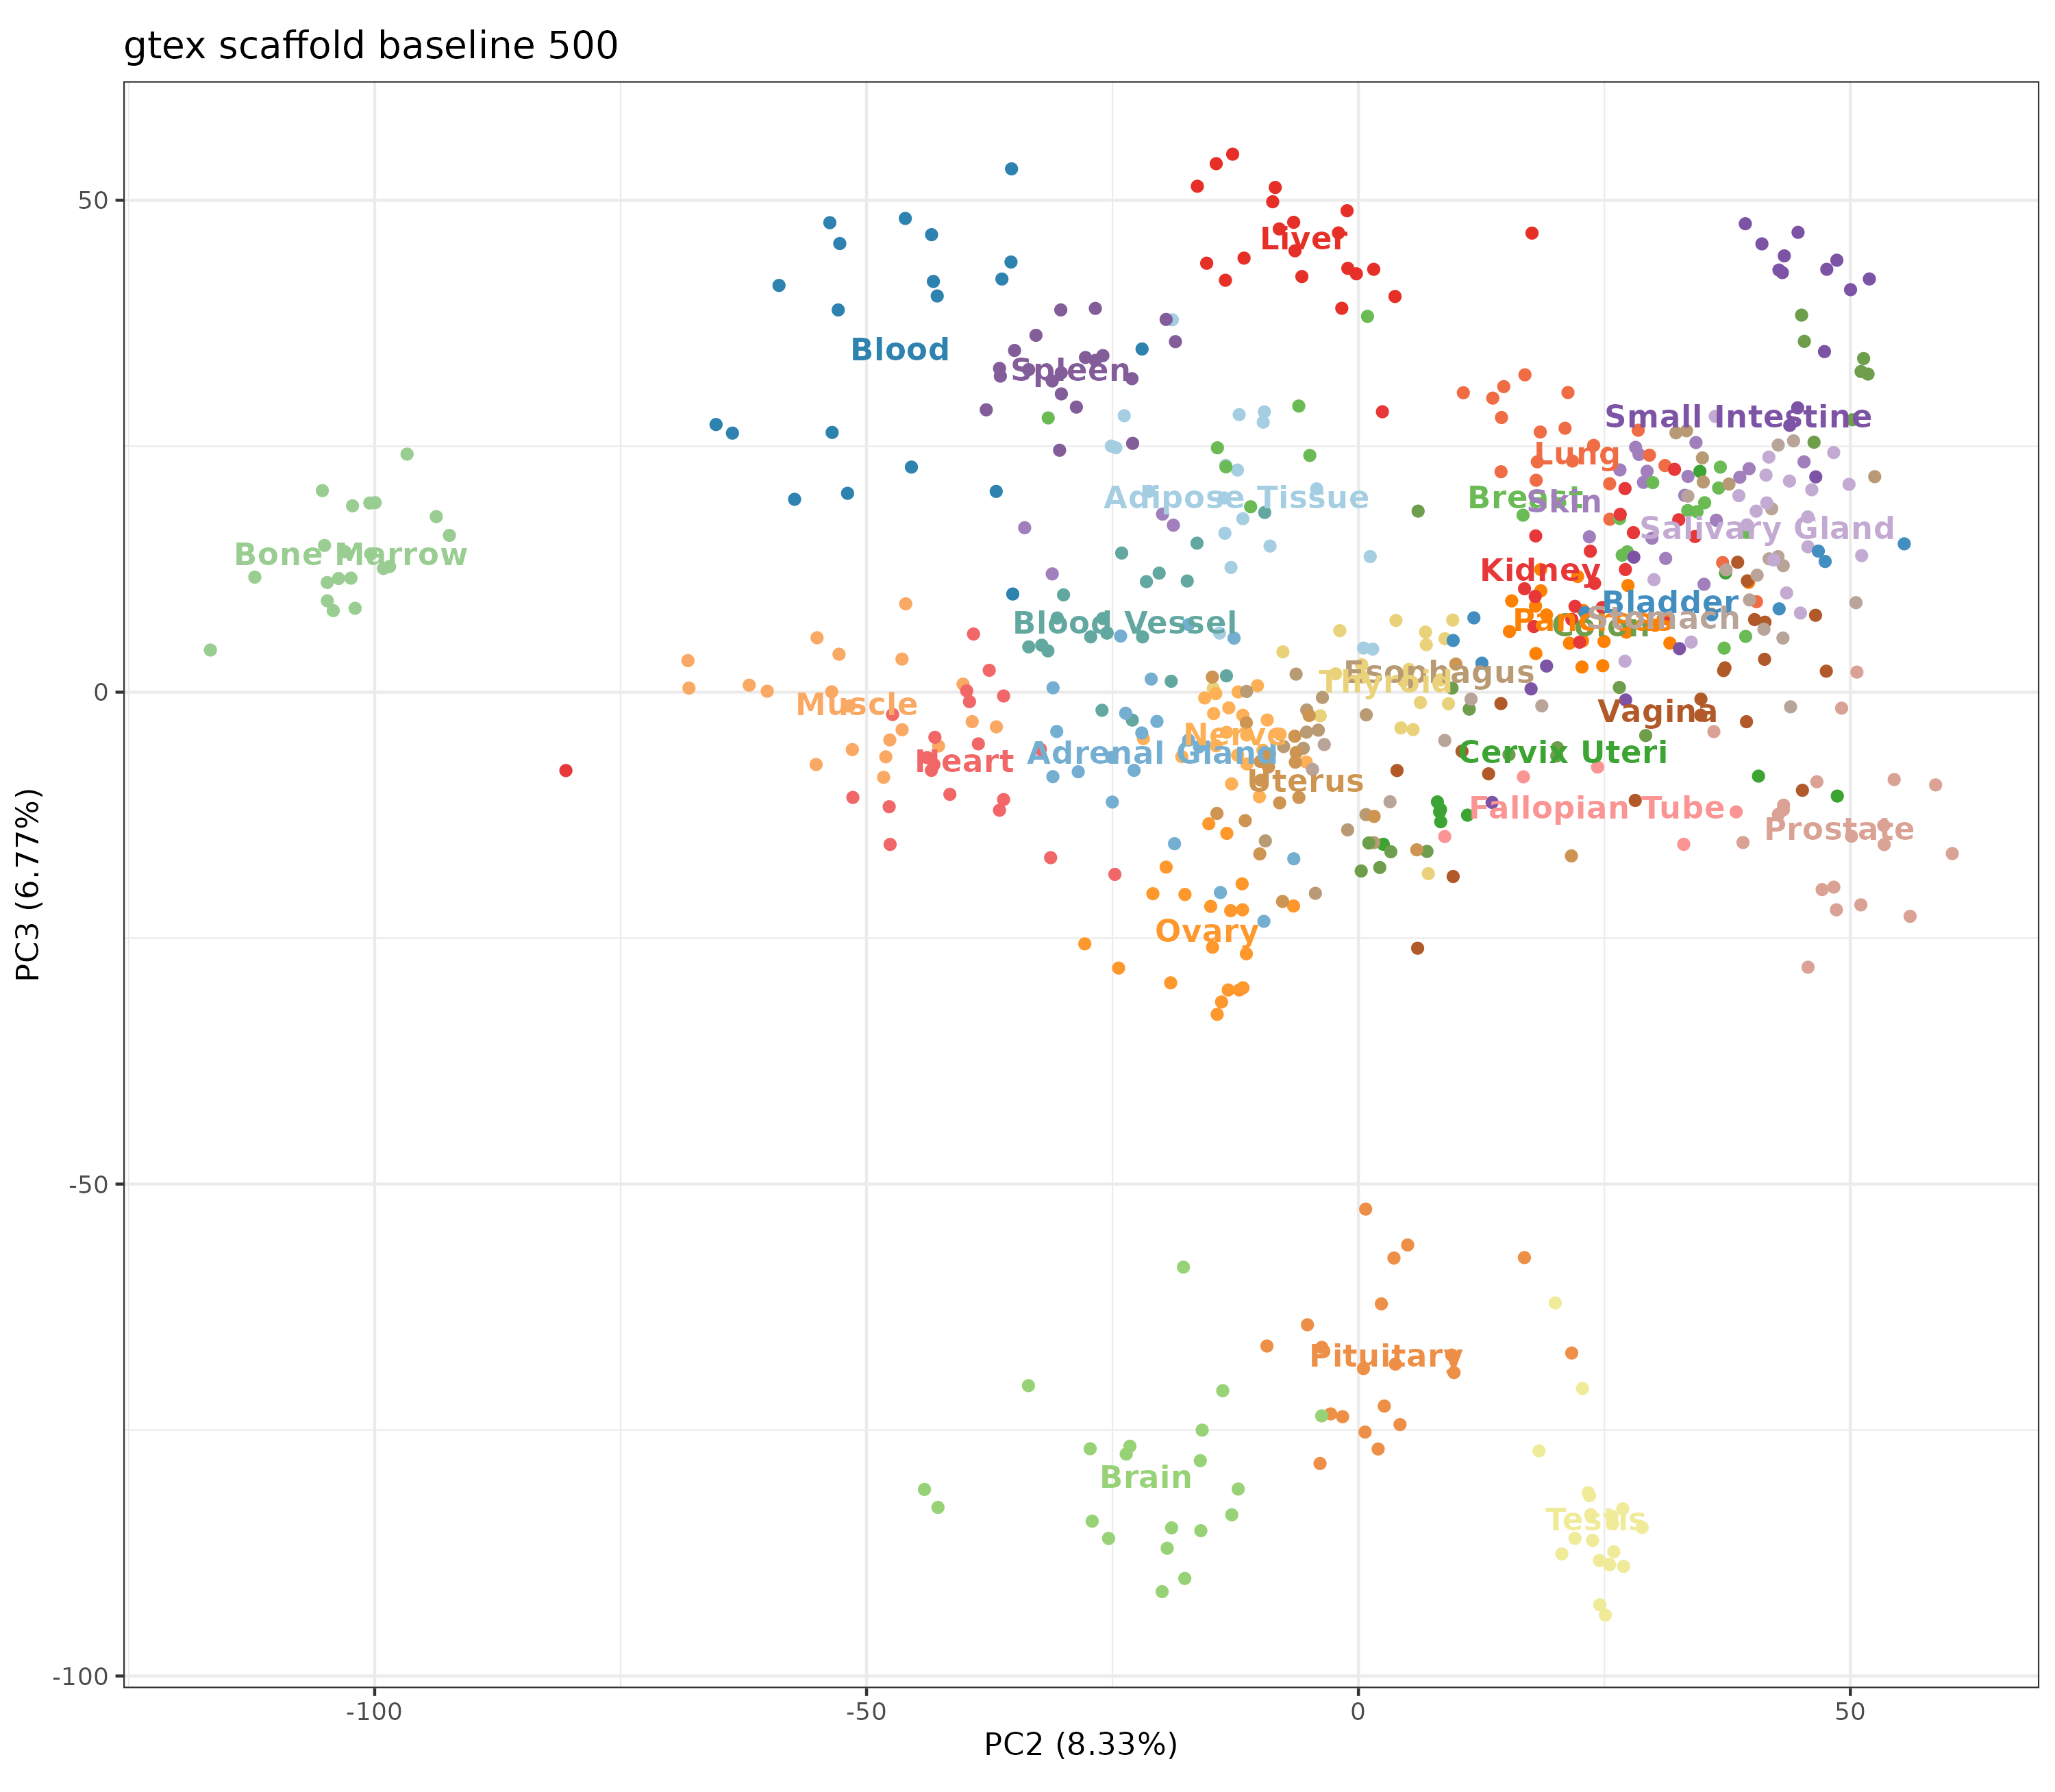 gtex scaffold baseline 500
50
Liver
Blood
Spleen
Small Intestine
Lung
Adipose Tissue
Breast
Skin
Salivary Gland
Bone Marrow
Kidney
Bladder
Pancreas
Stomach
Colon
Blood Vessel
Esophagus
Thyroid
0
Muscle
Vagina
Nerve
Adrenal Gland
Cervix Uteri
Heart
Uterus
Fallopian Tube
Prostate
Ovary
PC3 (6.77%)
-50
Pituitary
Brain
Testis
-100
-100
-50
0
50
PC2 (8.33%)